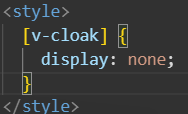 <style>
[v-cloak] {
display: none;
}
</style>